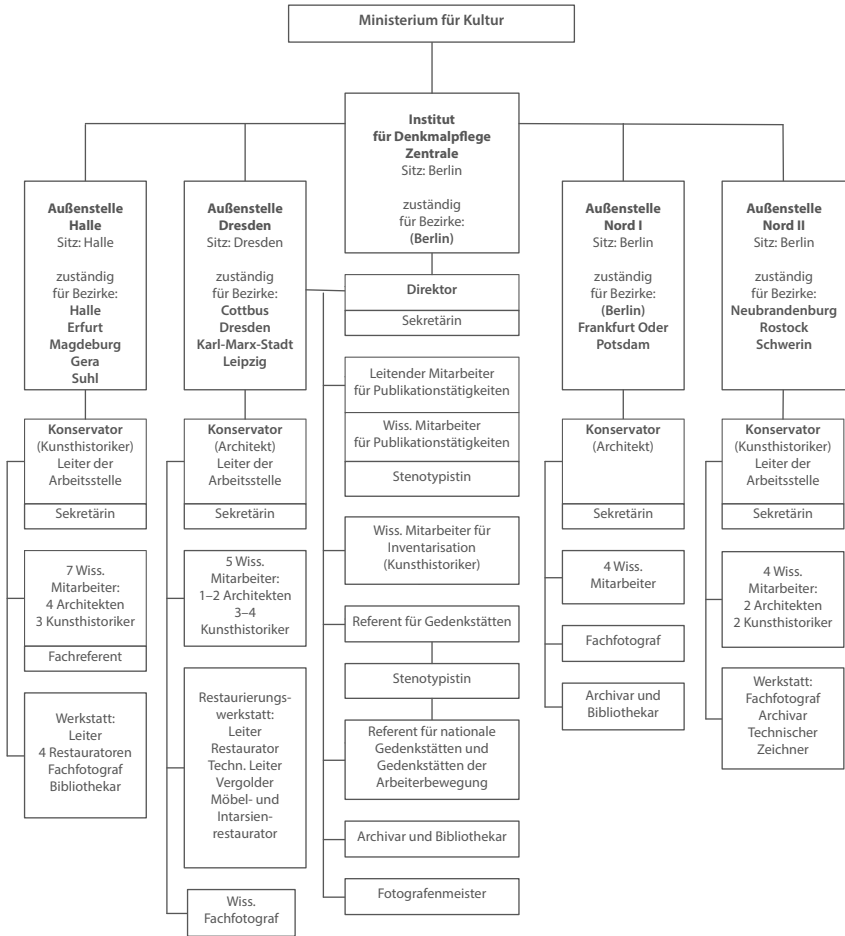 Ministerium für Kultur
Institut
für Denkmalpflege
Zentrale
Sitz: Berlin
zuständig
für Bezirke:
(Berlin)
Außenstelle
Halle
Sitz: Halle
zuständig
für Bezirke:
Halle
Erfurt
Magdeburg
Gera
Suhl
Außenstelle
Dresden
Sitz: Dresden
zuständig
für Bezirke:
Cottbus
Dresden
Karl-Marx-Stadt
Leipzig
Außenstelle
Nord I
Sitz: Berlin
zuständig
für Bezirke:
(Berlin)
Frankfurt Oder
Potsdam
Außenstelle
Nord II
Sitz: Berlin
zuständig
für Bezirke:
Neubrandenburg
Rostock
Schwerin
Konservator
(Kunsthistoriker)
Leiter der
Arbeitsstelle
Sekretärin
7 Wiss.
Mitarbeiter:
4 Architekten
3 Kunsthistoriker
Fachreferent
Werkstatt:
Leiter
4 Restauratoren
Fachfotograf
Bibliothekar
Konservator
(Architekt)
Leiter der
Arbeitsstelle
Sekretärin
5 Wiss.
Mitarbeiter:
1–2 Architekten
3–4
Kunsthistoriker
Restaurierungs-
werkstatt:
Leiter
Restaurator
Techn. Leiter
Vergolder
Möbel- und
Intarsien-
restaurator
Wiss.
Fachfotograf
Direktor
Sekretärin
Leitender Mitarbeiter
für Publikationstätigkeiten
Wiss. Mitarbeiter
für Publikationstätigkeiten
Stenotypistin
Wiss. Mitarbeiter für
Inventarisation
(Kunsthistoriker)
Referent für Gedenkstätten
Stenotypistin
Referent für nationale
Gedenkstätten und
Gedenkstätten der
Arbeiterbewegung
Archivar und Bibliothekar
Fotografenmeister
Konservator
(Architekt)
Sekretärin
4 Wiss.
Mitarbeiter
Fachfotograf
Archivar und
Bibliothekar
Konservator
(Kunsthistoriker)
Leiter der
Arbeitsstelle
Sekretärin
4 Wiss.
Mitarbeiter:
2 Architekten
2 Kunsthistoriker
Werkstatt:
Fachfotograf
Archivar
Technischer
Zeichner